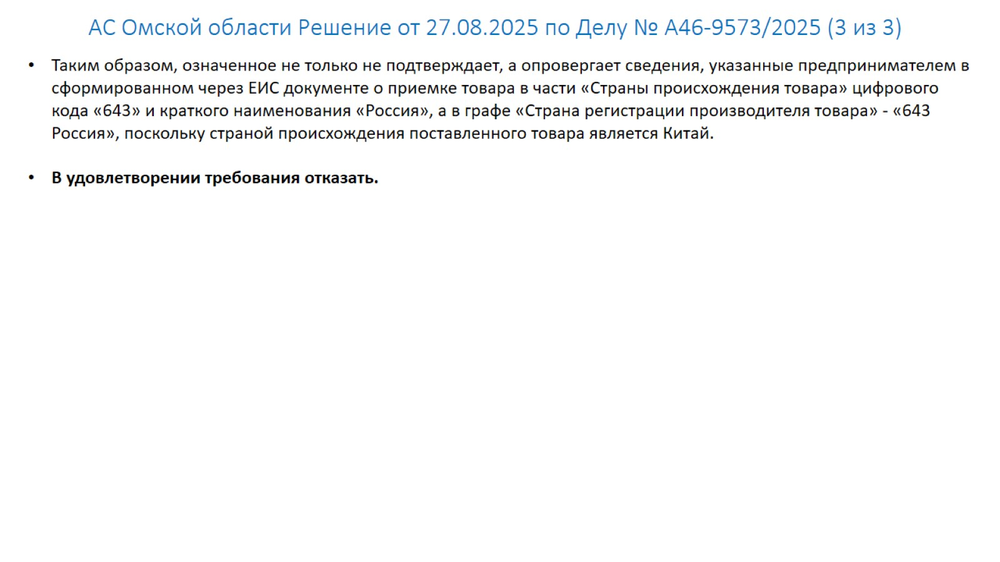 АС Омской области Решение от 27.08.2025 по Делу № А46-9573/2025 (3 из 3)
• Таким образом, означенное не только не подтверждает, а опровергает сведения, указанные предпринимателем в
сформированном через ЕИС документе о приемке товара в части «Страны происхождения товара» цифрового
кода «643» и краткого наименования «Россия», а в графе «Страна регистрации производителя товара» - «643
Россия», поскольку страной происхождения поставленного товара является Китай.
• В удовлетворении требования отказать.